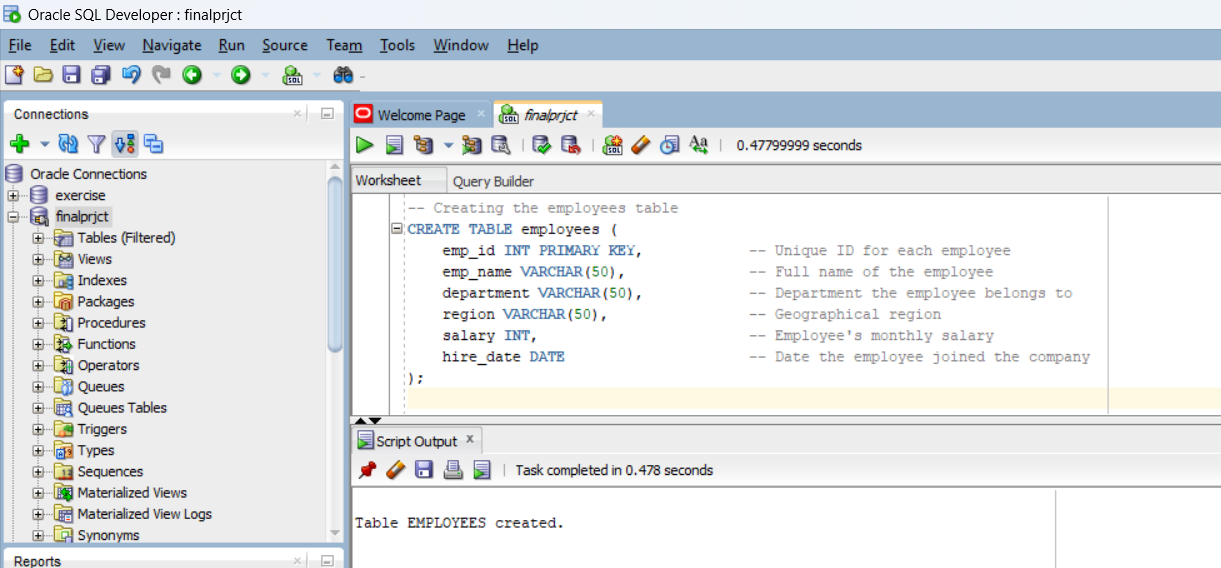 Oracle SQL Developer : finalprjct
File Edit View Navigate Run Source Team Tools Window Help
Connections
Oracle Connections
exercise
finalprjct
Tables (Filtered)
Views
Indexes
Packages
Procedures
Functions
Operators
Queues
Queues Tables
Triggers
Types
Sequences
Materialized Views
Materialized View Logs
Synonyms
Reports
Welcome Page finalprjct
0.47799999 seconds
Worksheet Query Builder
-- Creating the employees table
CREATE TABLE employees (
emp_id INT PRIMARY KEY, -- Unique ID for each employee
emp_name VARCHAR(50), -- Full name of the employee
department VARCHAR(50), -- Department the employee belongs to
region VARCHAR(50), -- Geographical region
salary INT, -- Employee's monthly salary
hire_date DATE -- Date the employee joined the company
);
Script Output
Task completed in 0.478 seconds
Table EMPLOYEES created.